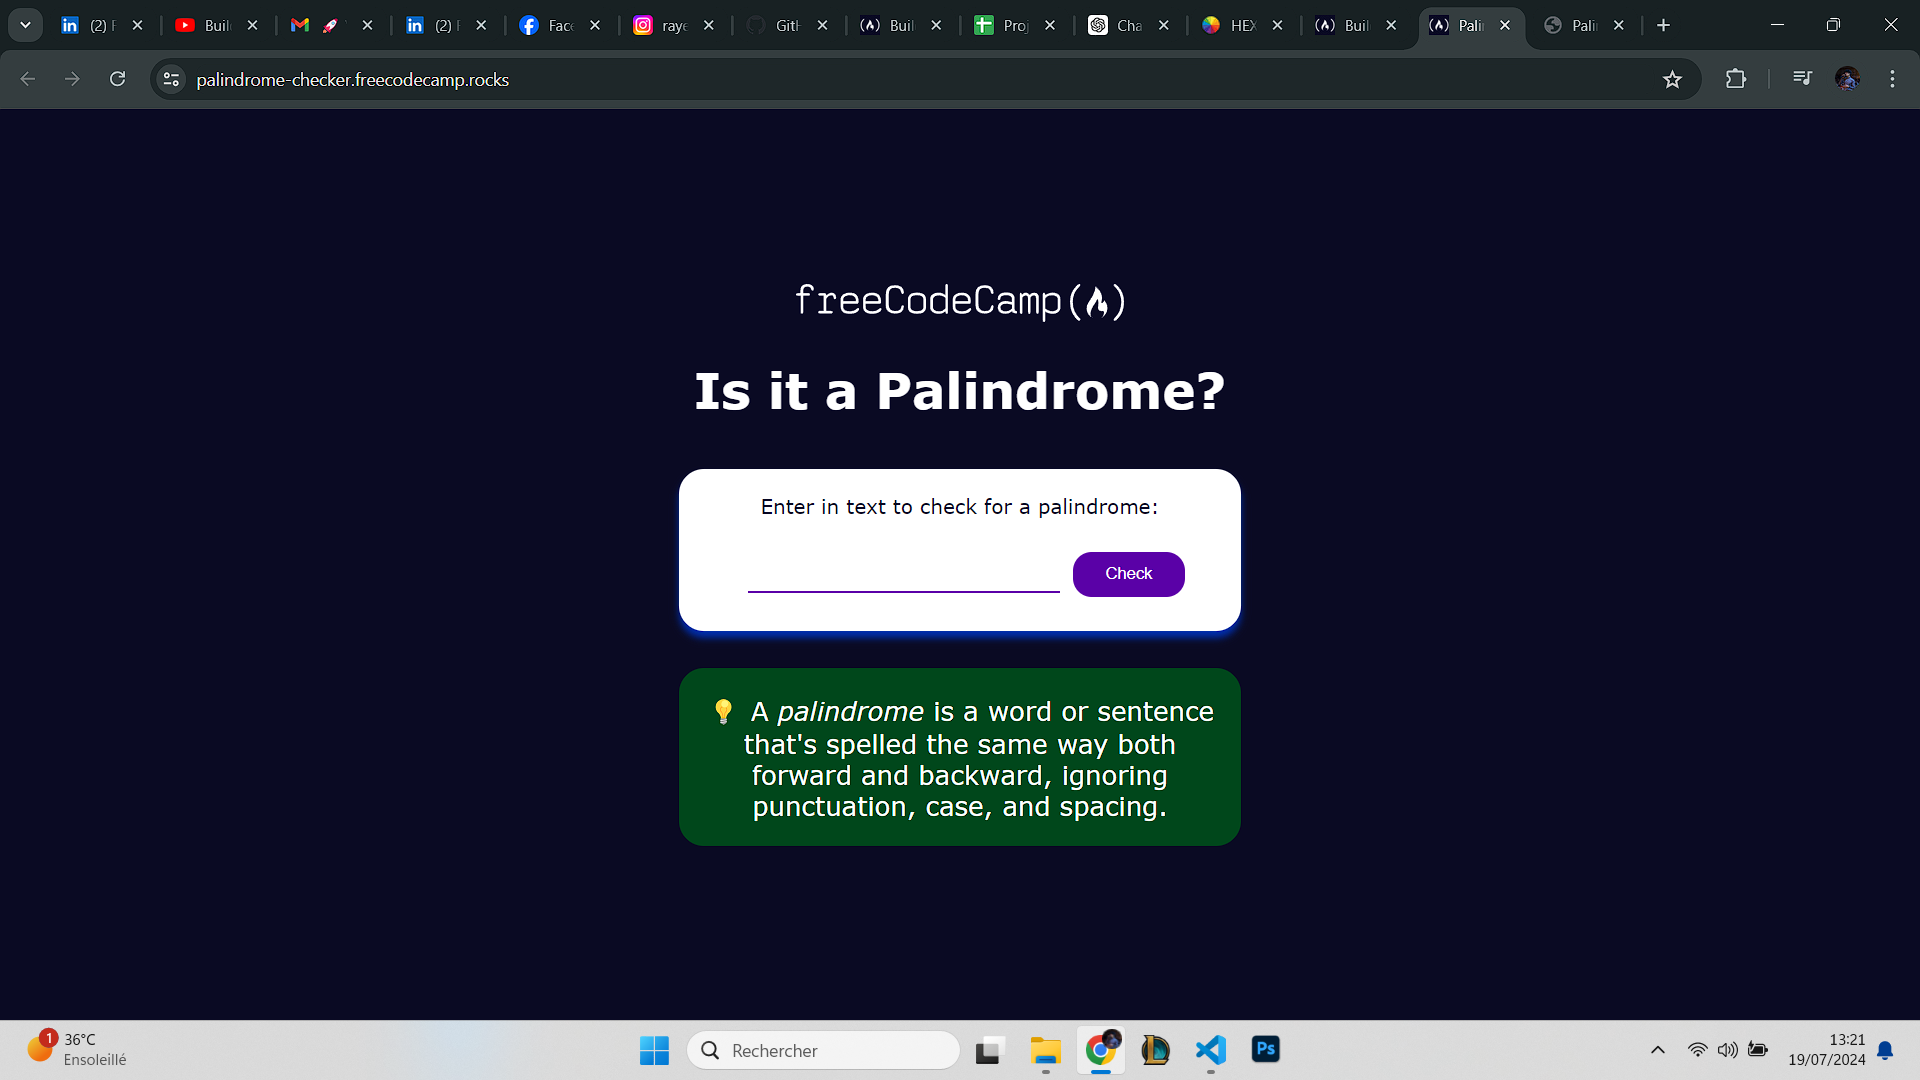 (2) F
Buil
(2) F
Face
raye
GitH
Buil
Proj
Cha
HEX
Buil
Pali
Pali
palindrome-checker.freecodecamp.rocks
freeCodeCamp(🔥)
Is it a Palindrome?
Enter in text to check for a palindrome:
Check
💡 A palindrome is a word or sentence
that's spelled the same way both
forward and backward, ignoring
punctuation, case, and spacing.
1
36°C
Ensoleillé
Rechercher
Ps
13:21
19/07/2024